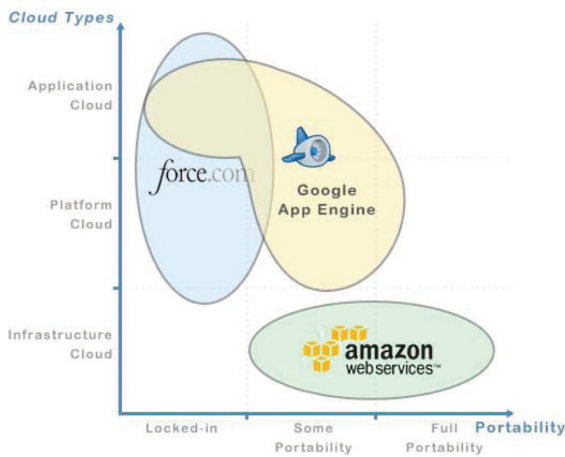 Cloud Types
Application
Cloud
force.com
Google
App Engine
Platform
Cloud
Infrastructure
Cloud
amazon
webservices™
Locked-in
Some
Portability
Full
Portability
Portability